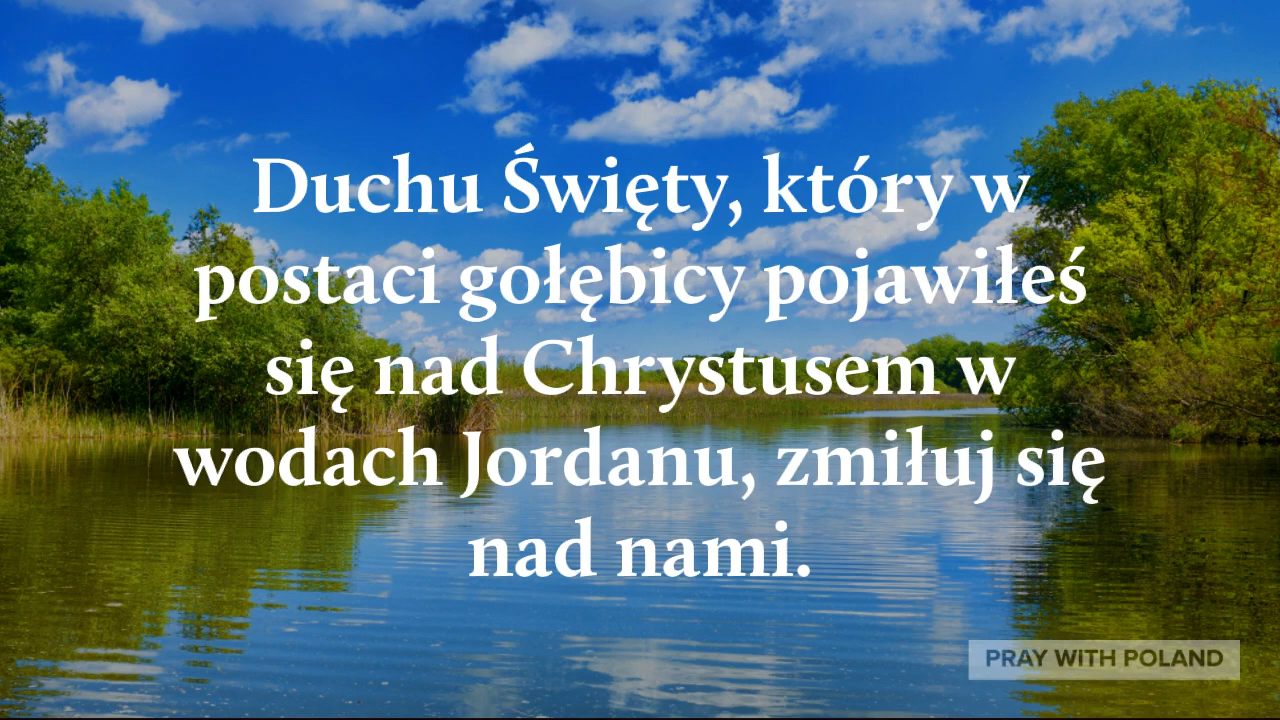 Duchu Święty, który w
postaci gołębicy pojawiłeś
się nad Chrystusem w
wodach Jordanu, zmiłuj się
nad nami.
PRAY WITH POLAND